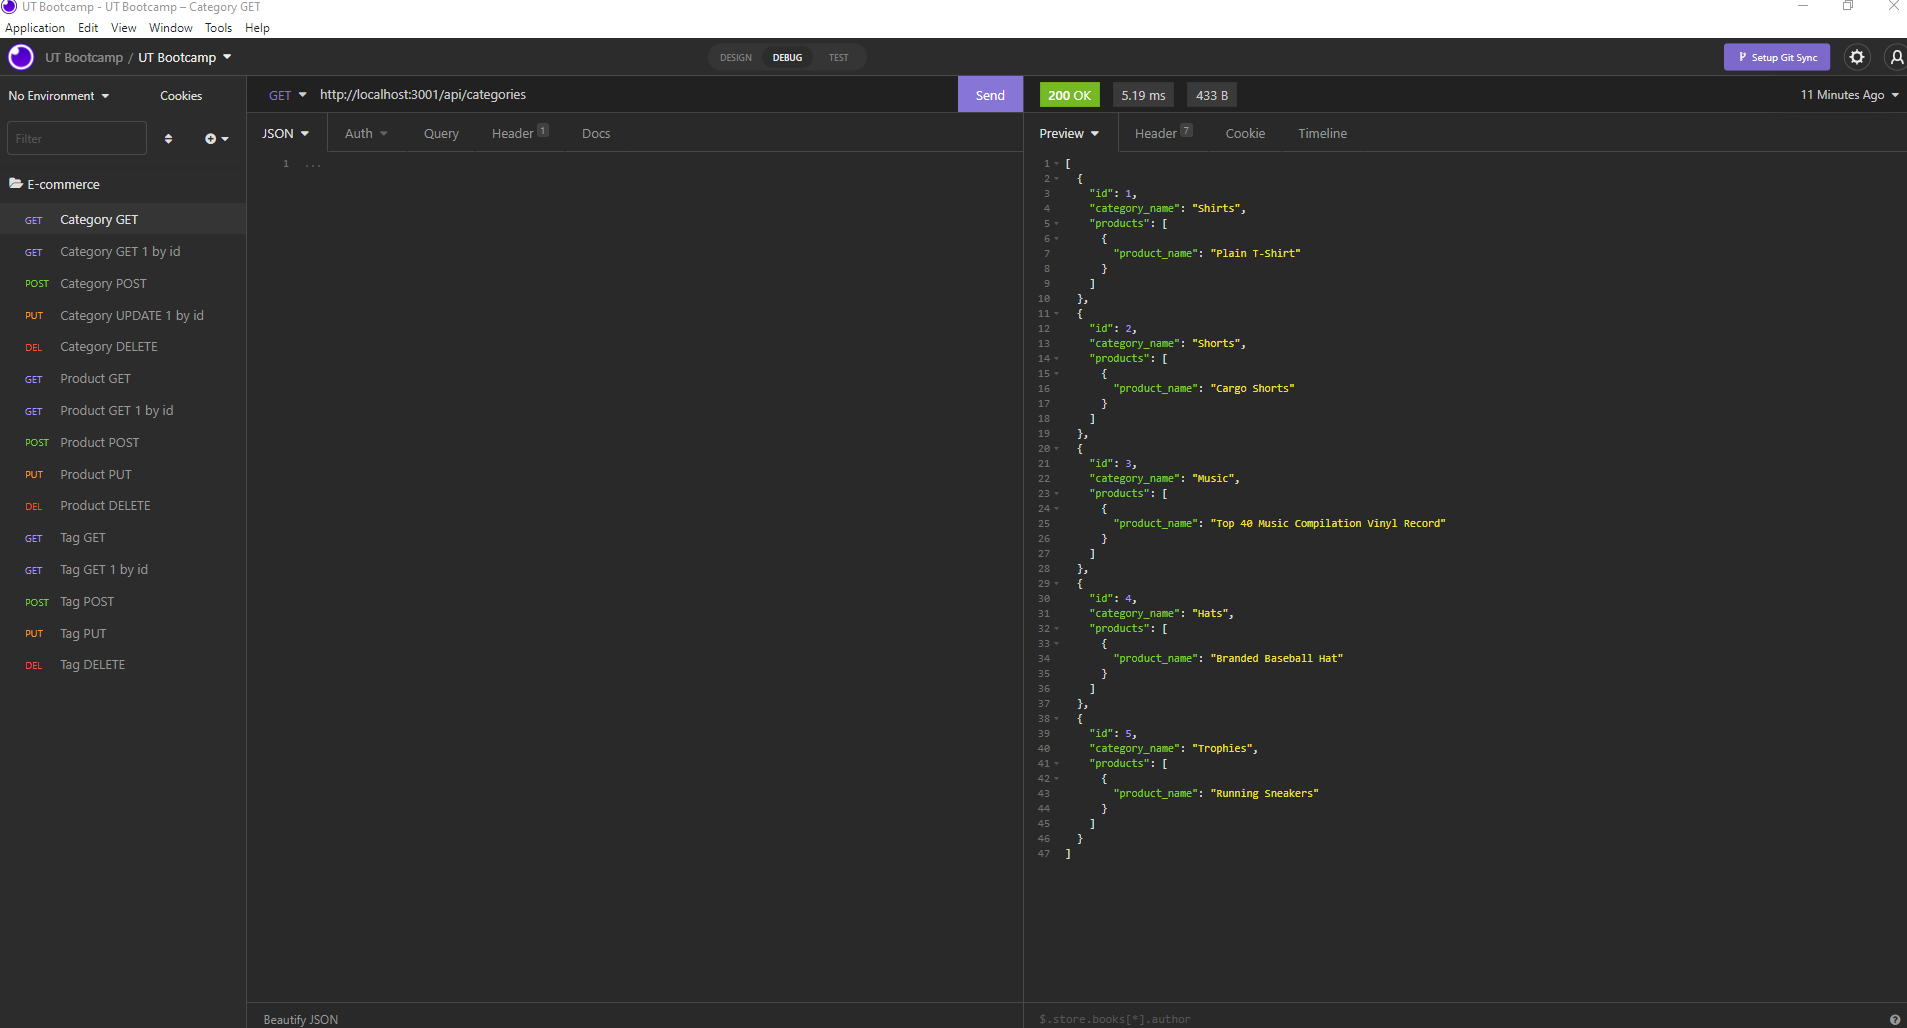 UT Bootcamp - UT Bootcamp – Category GET
Application Edit View Window Tools Help
UT Bootcamp / UT Bootcamp
DESIGN DEBUG TEST
Setup Git Sync
No Environment Cookies
GET http://localhost:3001/api/categories Send
200 OK 5.19 ms 433 B 11 Minutes Ago
Filter
JSON Auth Query Header 1 Docs
Preview Header 7 Cookie Timeline
E-commerce
GET Category GET
GET Category GET 1 by id
POST Category POST
PUT Category UPDATE 1 by id
DEL Category DELETE
GET Product GET
GET Product GET 1 by id
POST Product POST
PUT Product PUT
DEL Product DELETE
GET Tag GET
GET Tag GET 1 by id
POST Tag POST
PUT Tag PUT
DEL Tag DELETE
1 ...
1 [
2 {
3 "id": 1,
4 "category_name": "Shirts",
5 "products": [
6 {
7 "product_name": "Plain T-Shirt"
8 }
9 ]
10 },
11 {
12 "id": 2,
13 "category_name": "Shorts",
14 "products": [
15 {
16 "product_name": "Cargo Shorts"
17 }
18 ]
19 },
20 {
21 "id": 3,
22 "category_name": "Music",
23 "products": [
24 {
25 "product_name": "Top 40 Music Compilation Vinyl Record"
26 }
27 ]
28 },
29 {
30 "id": 4,
31 "category_name": "Hats",
32 "products": [
33 {
34 "product_name": "Branded Baseball Hat"
35 }
36 ]
37 },
38 {
39 "id": 5,
40 "category_name": "Trophies",
41 "products": [
42 {
43 "product_name": "Running Sneakers"
44 }
45 ]
46 }
47 ]
Beautify JSON
$.store.books[*].author